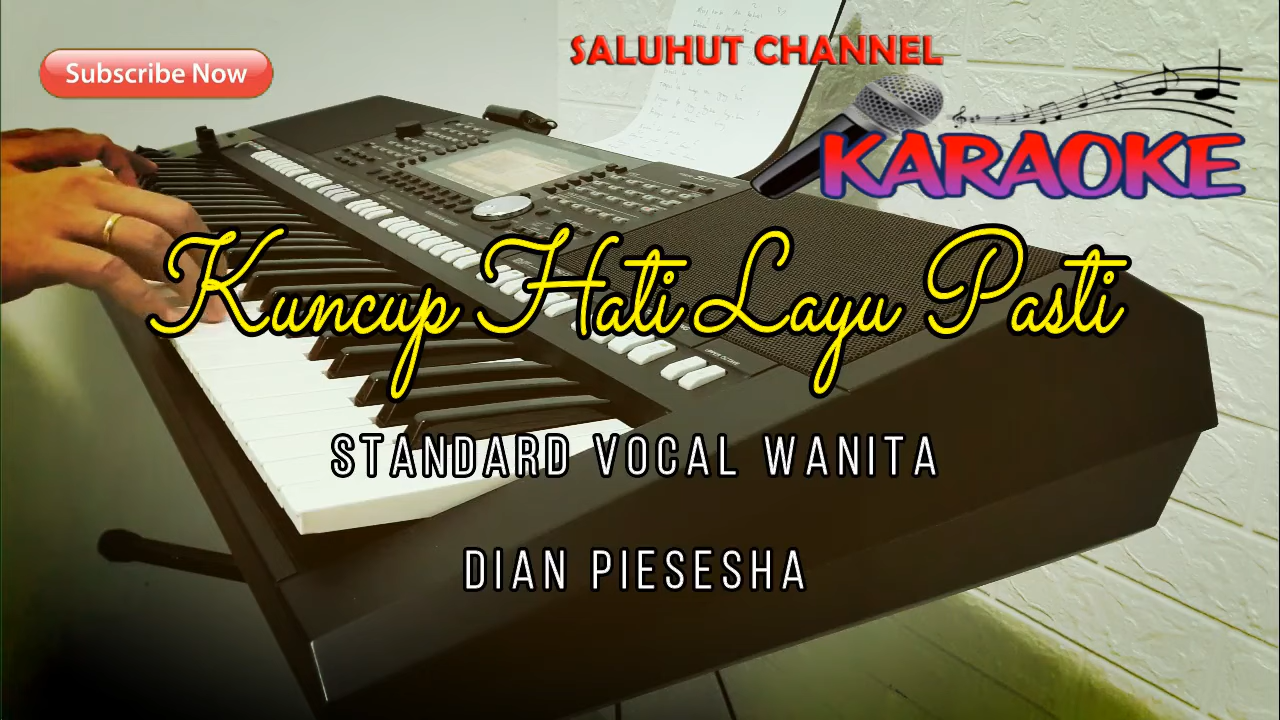 SALUHUT CHANNEL
Subscribe Now
KARAOKE
Kuncup Hati Layu Pasti
STANDARD VOCAL WANITA
DIAN PIESESHA